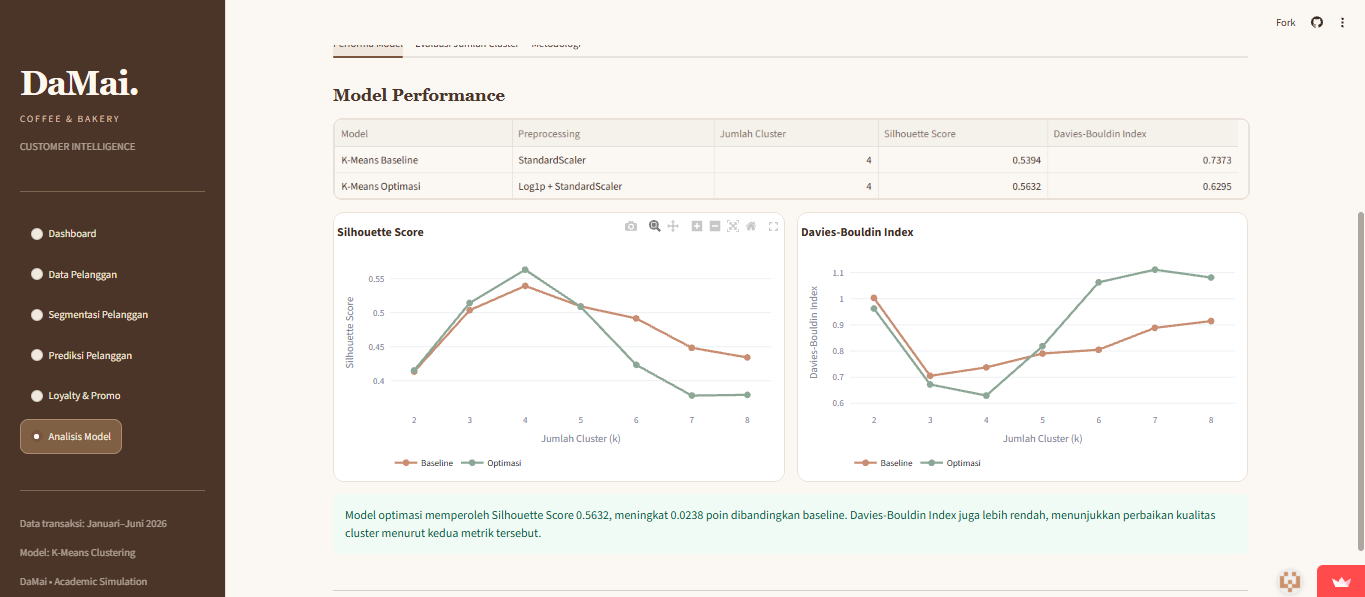 Fork
DaMai.
COFFEE & BAKERY
CUSTOMER INTELLIGENCE
Dashboard
Data Pelanggan
Segmentasi Pelanggan
Prediksi Pelanggan
Loyalty & Promo
Analisis Model
Data transaksi: Januari–Juni 2026
Model: K-Means Clustering
DaMai • Academic Simulation
Performa Model Evaluasi Jumlah Cluster Metodologi
Model Performance
Model Preprocessing Jumlah Cluster Silhouette Score Davies-Bouldin Index
K-Means Baseline StandardScaler 4 0.5394 0.7373
K-Means Optimasi Log1p + StandardScaler 4 0.5632 0.6295
Silhouette Score
Silhouette Score
0.55
0.5
0.45
0.4
2 3 4 5 6 7 8
Jumlah Cluster (k)
Baseline Optimasi
Davies-Bouldin Index
Davies-Bouldin Index
1.1
1
0.9
0.8
0.7
0.6
2 3 4 5 6 7 8
Jumlah Cluster (k)
Baseline Optimasi
Model optimasi memperoleh Silhouette Score 0.5632, meningkat 0.0238 poin dibandingkan baseline. Davies-Bouldin Index juga lebih rendah, menunjukkan perbaikan kualitas
cluster menurut kedua metrik tersebut.